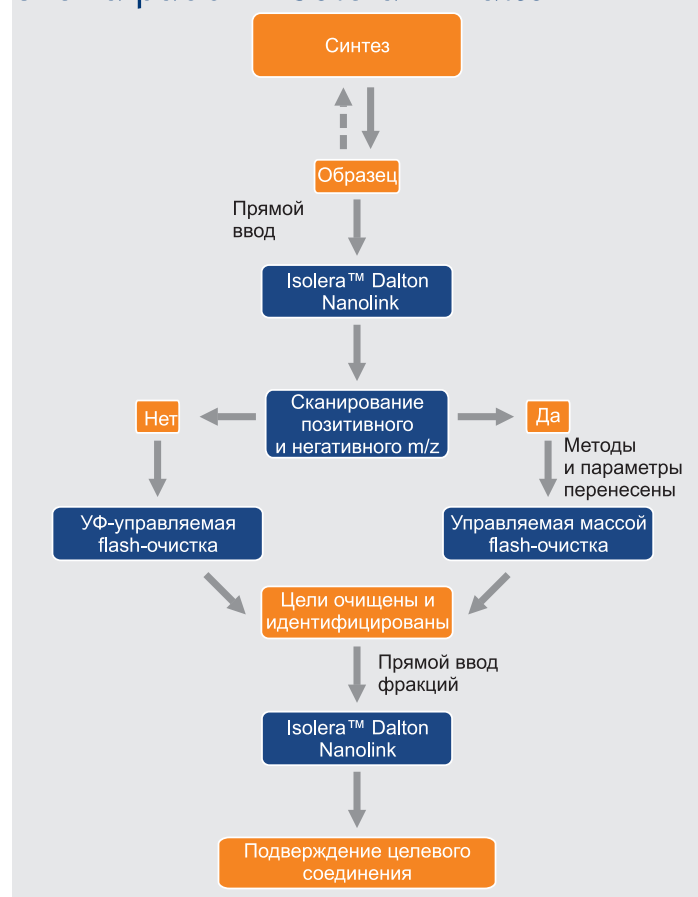 Синтез
Образец
Прямой
ввод
Isolera™ Dalton
Nanolink
Сканирование
позитивного
и негативного m/z
Нет
Да
Методы
и параметры
перенесены
УФ-управляемая
flash-очистка
Управляемая массой
flash-очистка
Цели очищены и
идентифицированы
Прямой ввод
фракций
Isolera™ Dalton
Nanolink
Подверждение целевого
соединения